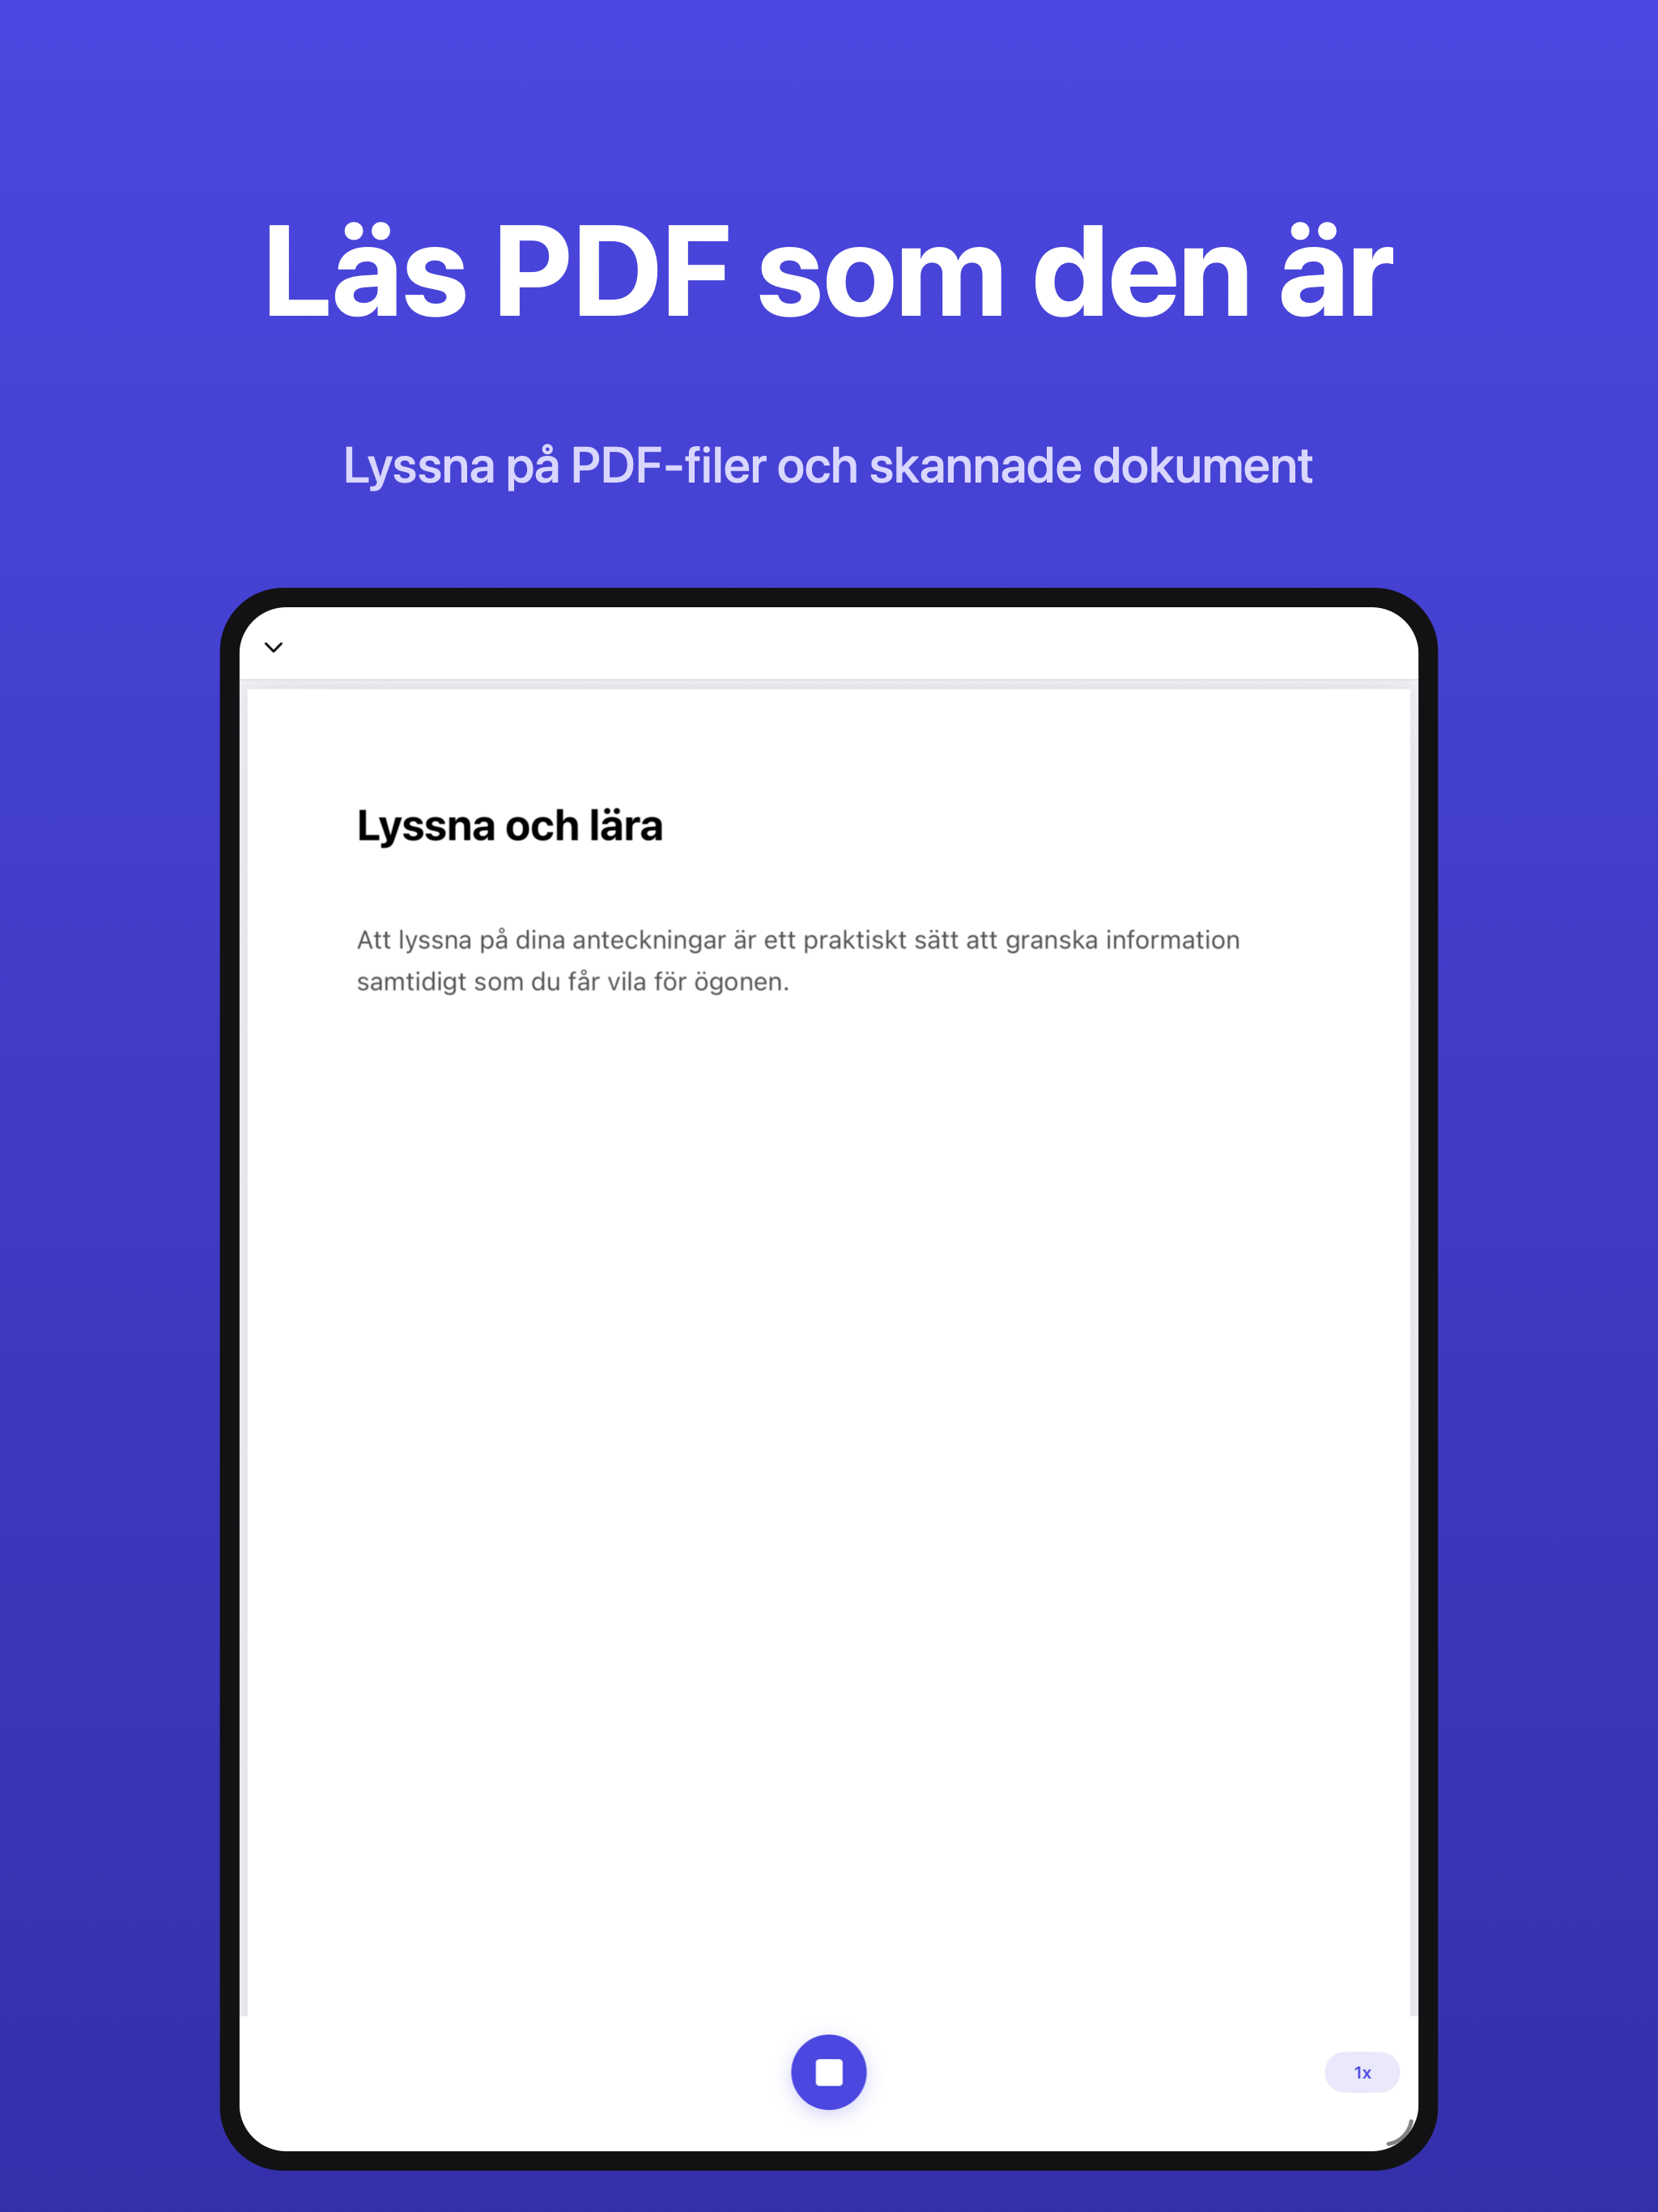 Läs PDF som den är
Lyssna på PDF-filer och skannade dokument
Lyssna och lära
Att lyssna på dina anteckningar är ett praktiskt sätt att granska information
samtidigt som du får vila för ögonen.
1x